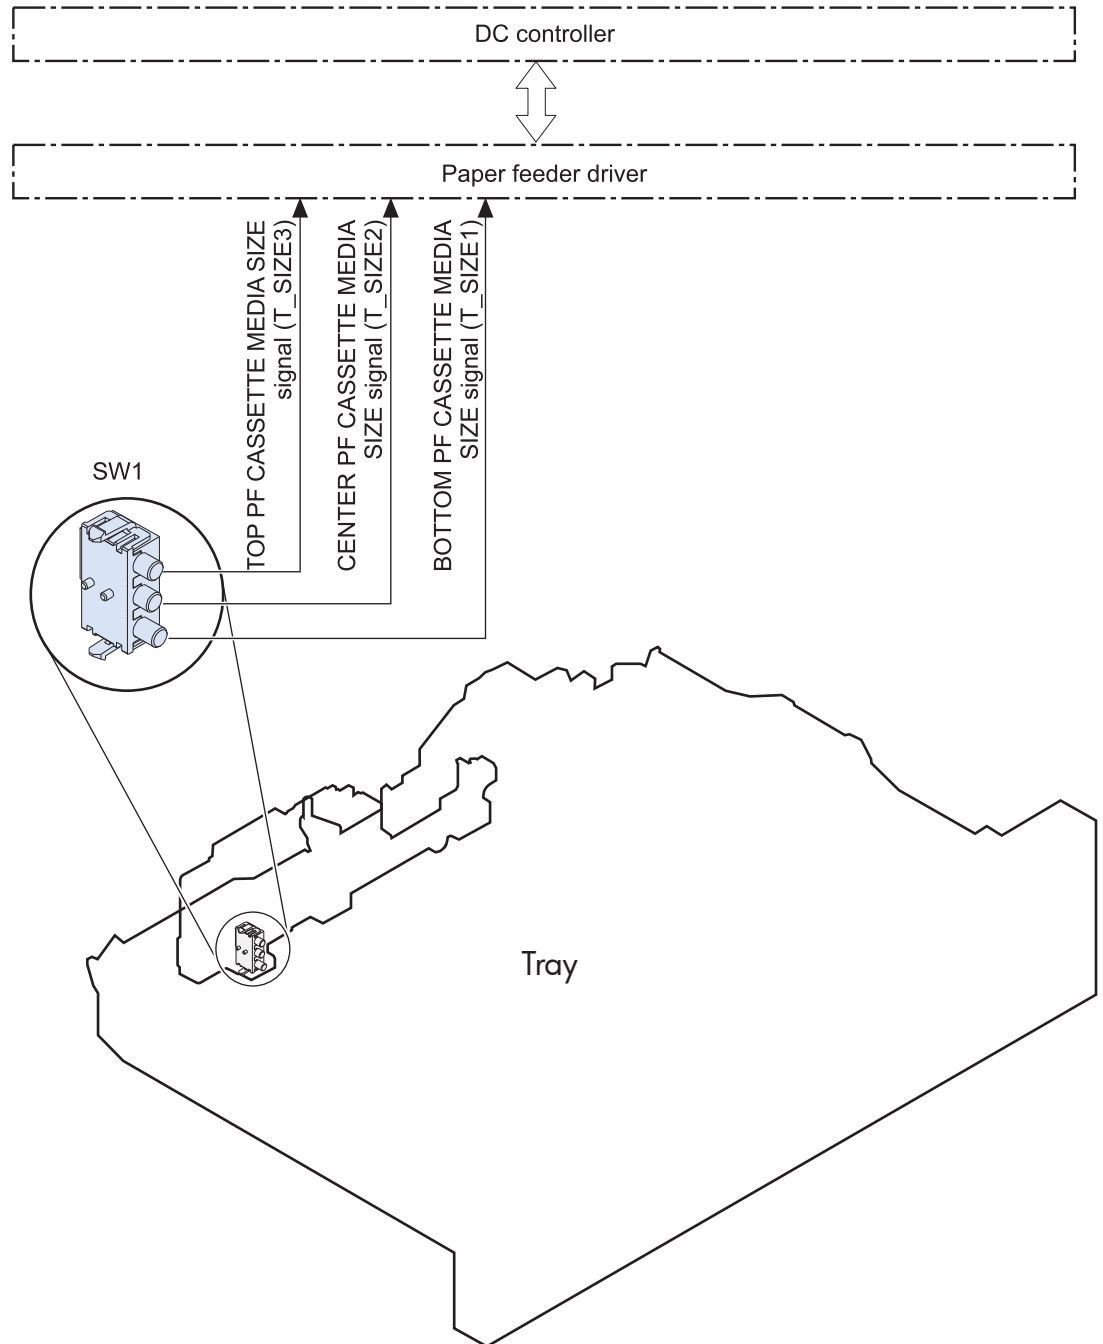 DC controller
Paper feeder driver
TOP PF CASSETTE MEDIA SIZE
signal (T_SIZE3)
CENTER PF CASSETTE MEDIA
SIZE signal (T_SIZE2)
BOTTOM PF CASSETTE MEDIA
SIZE signal (T_SIZE1)
SW1
Tray